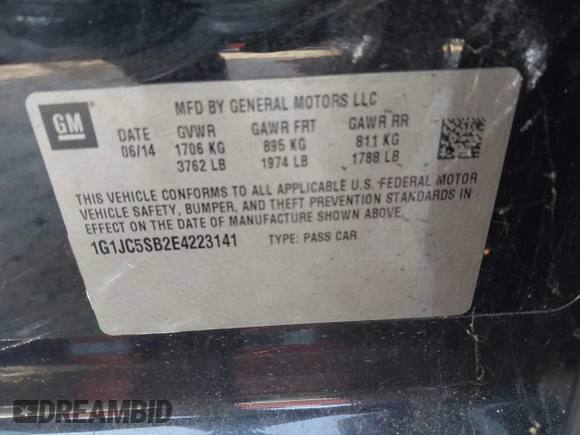 GM
MFD BY GENERAL MOTORS LLC
DATE GVWR GAWR FRT GAWR RR
06/14 1706 KG 895 KG 811 KG
3762 LB 1974 LB 1788 LB
THIS VEHICLE CONFORMS TO ALL APPLICABLE U.S. FEDERAL MOTOR
VEHICLE SAFETY, BUMPER, AND THEFT PREVENTION STANDARDS IN
EFFECT ON THE DATE OF MANUFACTURE SHOWN ABOVE.
1G1JC5SB2E4223141 TYPE: PASS CAR
DREAMBID